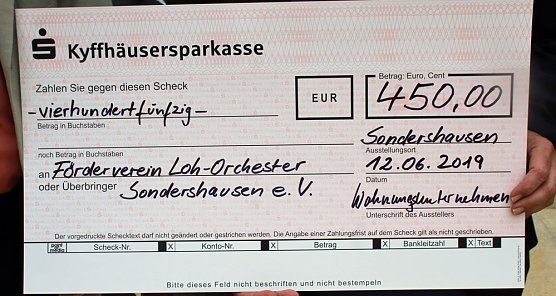 Kyffhäusersparkasse
Zahlen Sie gegen diesen Scheck
Betrag: Euro, Cent
EUR
450,00
-vierhundertfünfzig-
Betrag in Buchstaben
Sondershausen
noch Betrag in Buchstaben
Ausstellungsort
an Förderverein Loh-Orchester
12.06.2019
oder Überbringer Sondershausen e.V.
Datum
Wohnungsunternehmen
Unterschrift des Ausstellers
Der vorgedruckte Schecktext darf nicht geändert oder gestrichen werden. Die Angabe einer Zahlungsfrist auf dem Scheck gilt als nicht geschrieben.
Scheck-Nr. X Konto-Nr. X Betrag X Bankleitzahl X Text
Bitte dieses Feld nicht beschriften und nicht bestempeln